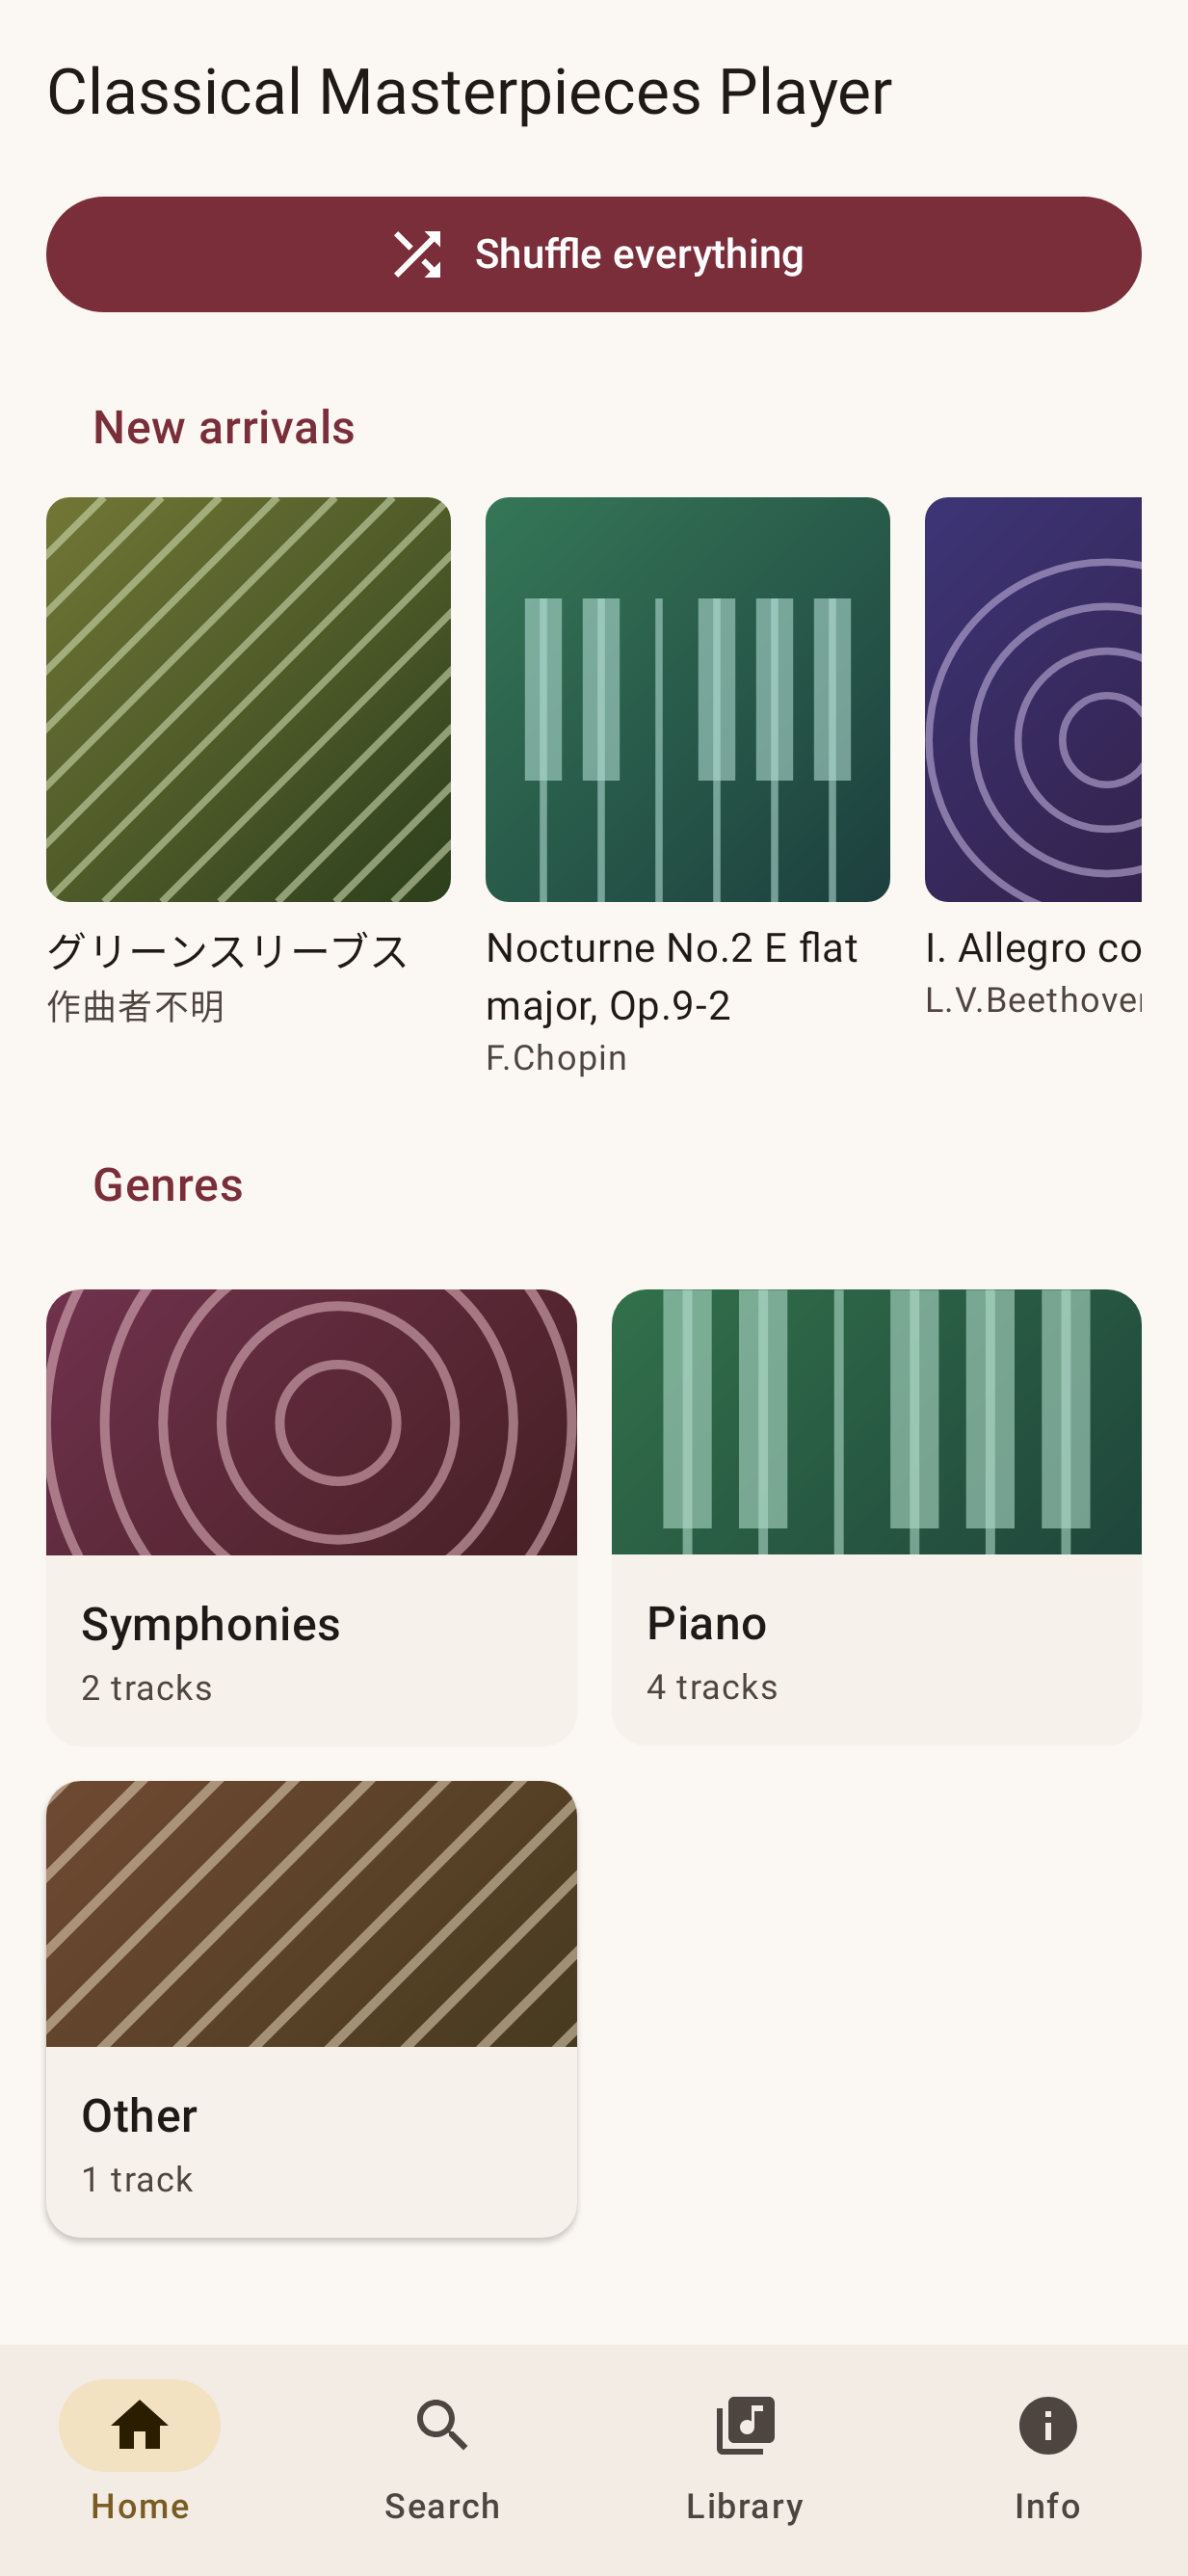 Classical Masterpieces Player
Shuffle everything
New arrivals
グリーンスリーブス
作曲者不明
Nocturne No.2 E flat
major, Op.9-2
F.Chopin
I. Allegro co
L.V.Beethoven
Genres
Symphonies
2 tracks
Piano
4 tracks
Other
1 track
Home
Search
Library
Info